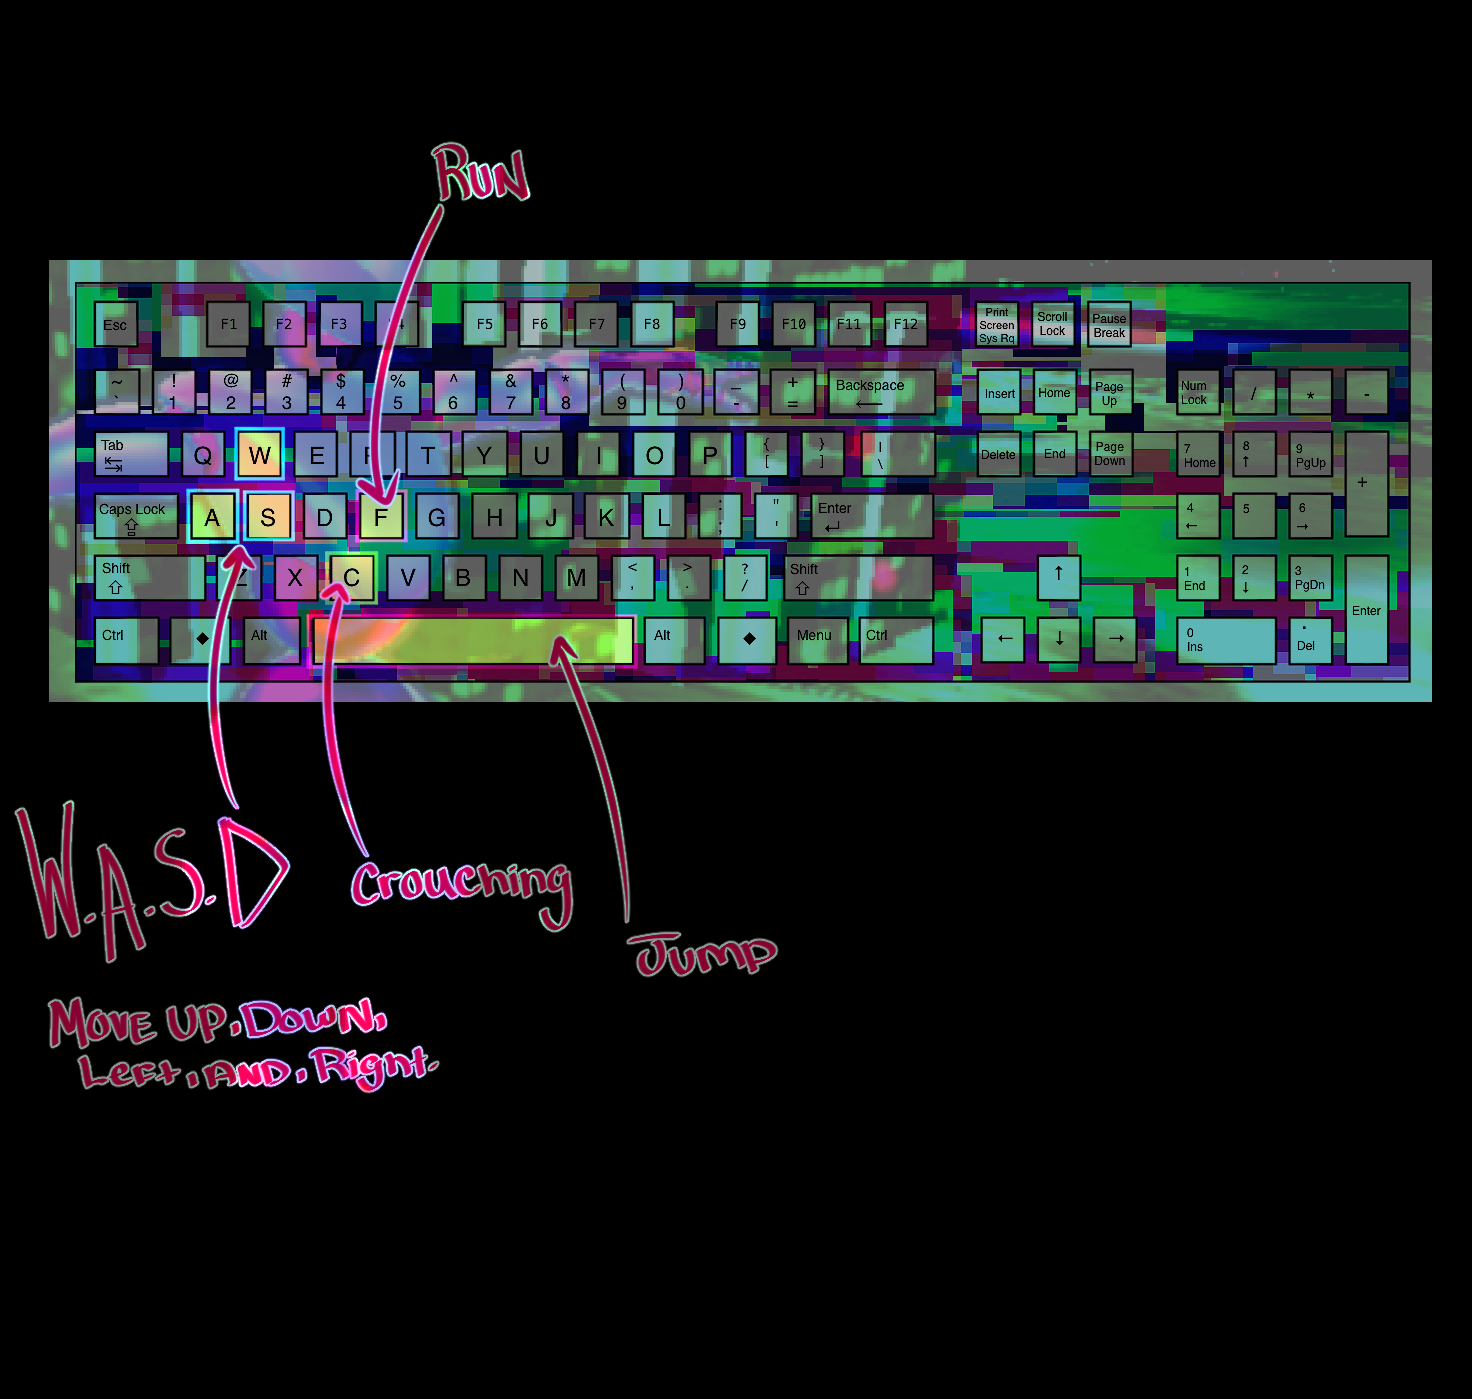 RUN
Esc F1 F2 F3 F4 F5 F6 F7 F8 F9 F10 F11 F12 Print Screen Sys Rq Scroll Lock Pause Break
~ ! @ # $ % ^ & * ( ) _ + Backspace Insert Home Page Up Num Lock / * -
` 1 2 3 4 5 6 7 8 9 0 - = ←
Tab Q W E R T Y U I O P { [ } ] | \ Delete End Page Down 7 Home 8 ↑ 9 PgUp +
Caps Lock A S D F G H J K L : ; " ' Enter 4 ← 5 6 →
Shift Z X C V B N M < , > . ? / Shift ↑ 1 End 2 ↓ 3 PgDn Enter
Ctrl ◆ Alt Alt ◆ Menu Ctrl ← ↓ → 0 Ins . Del
W.A.S.D
Crouching
Jump
Move UP, Down,
Left, AND, Right.